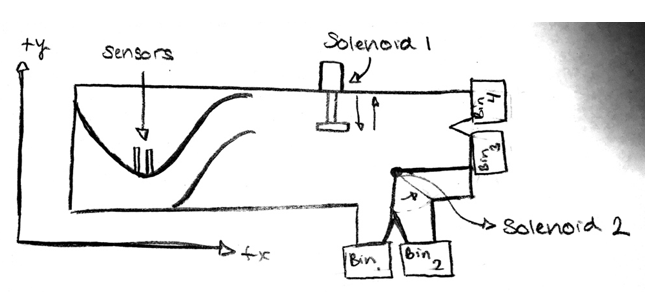 +y
Sensors
Solenoid 1
Bin 4
Bin 3
Solenoid 2
Bin 1
Bin 2
+x